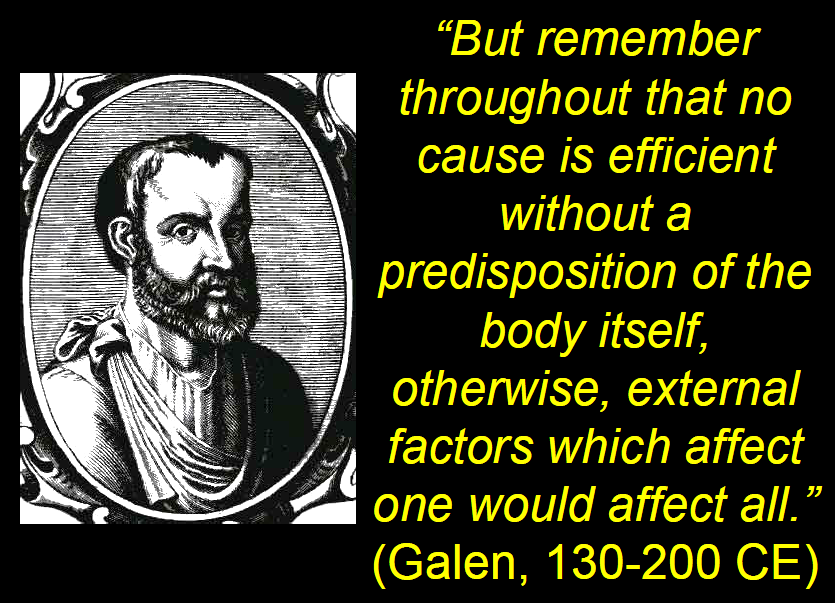 “But remember
throughout that no
cause is efficient
without a
predisposition of the
body itself,
otherwise, external
factors which affect
one would affect all.”
(Galen, 130-200 CE)